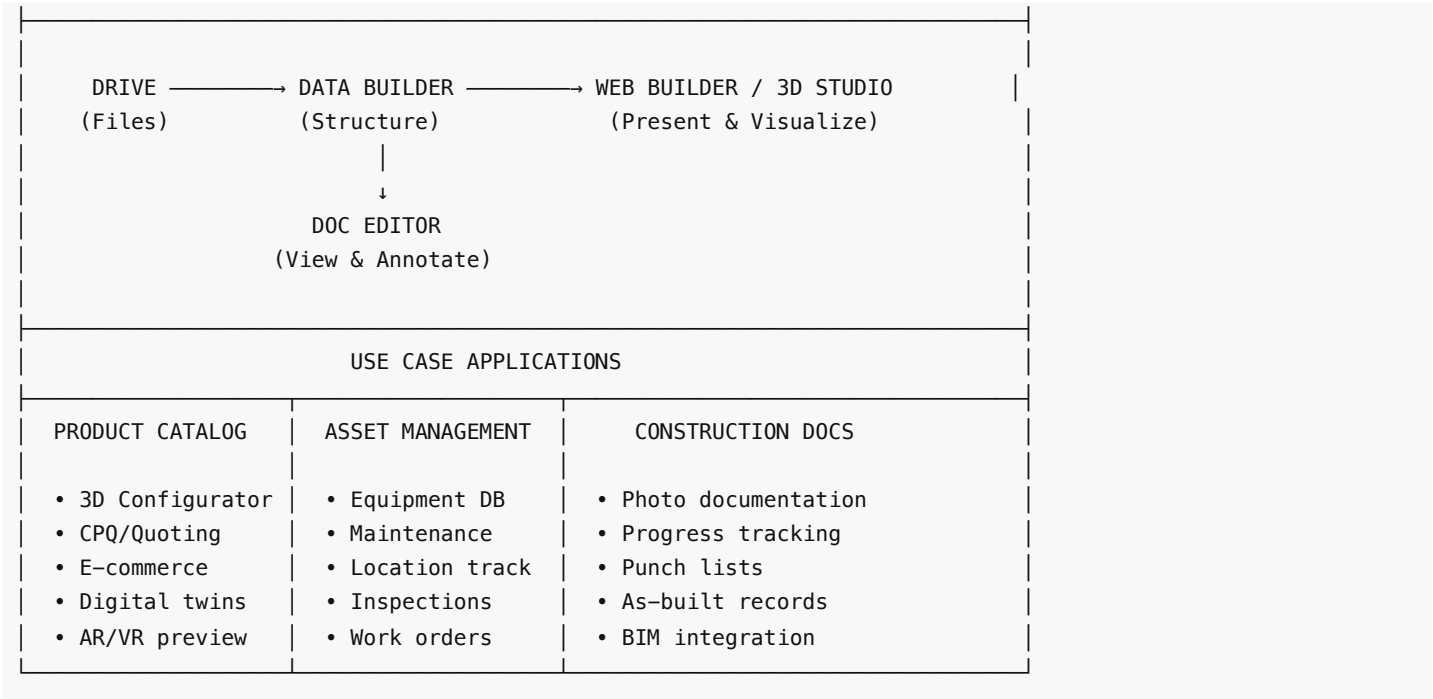 DRIVE ────────→ DATA BUILDER ────────→ WEB BUILDER / 3D STUDIO
(Files) (Structure) (Present & Visualize)
↓
DOC EDITOR
(View & Annotate)
USE CASE APPLICATIONS
PRODUCT CATALOG │ ASSET MANAGEMENT │ CONSTRUCTION DOCS
• 3D Configurator │ • Equipment DB │ • Photo documentation
• CPQ/Quoting │ • Maintenance │ • Progress tracking
• E-commerce │ • Location track │ • Punch lists
• Digital twins │ • Inspections │ • As-built records
• AR/VR preview │ • Work orders │ • BIM integration